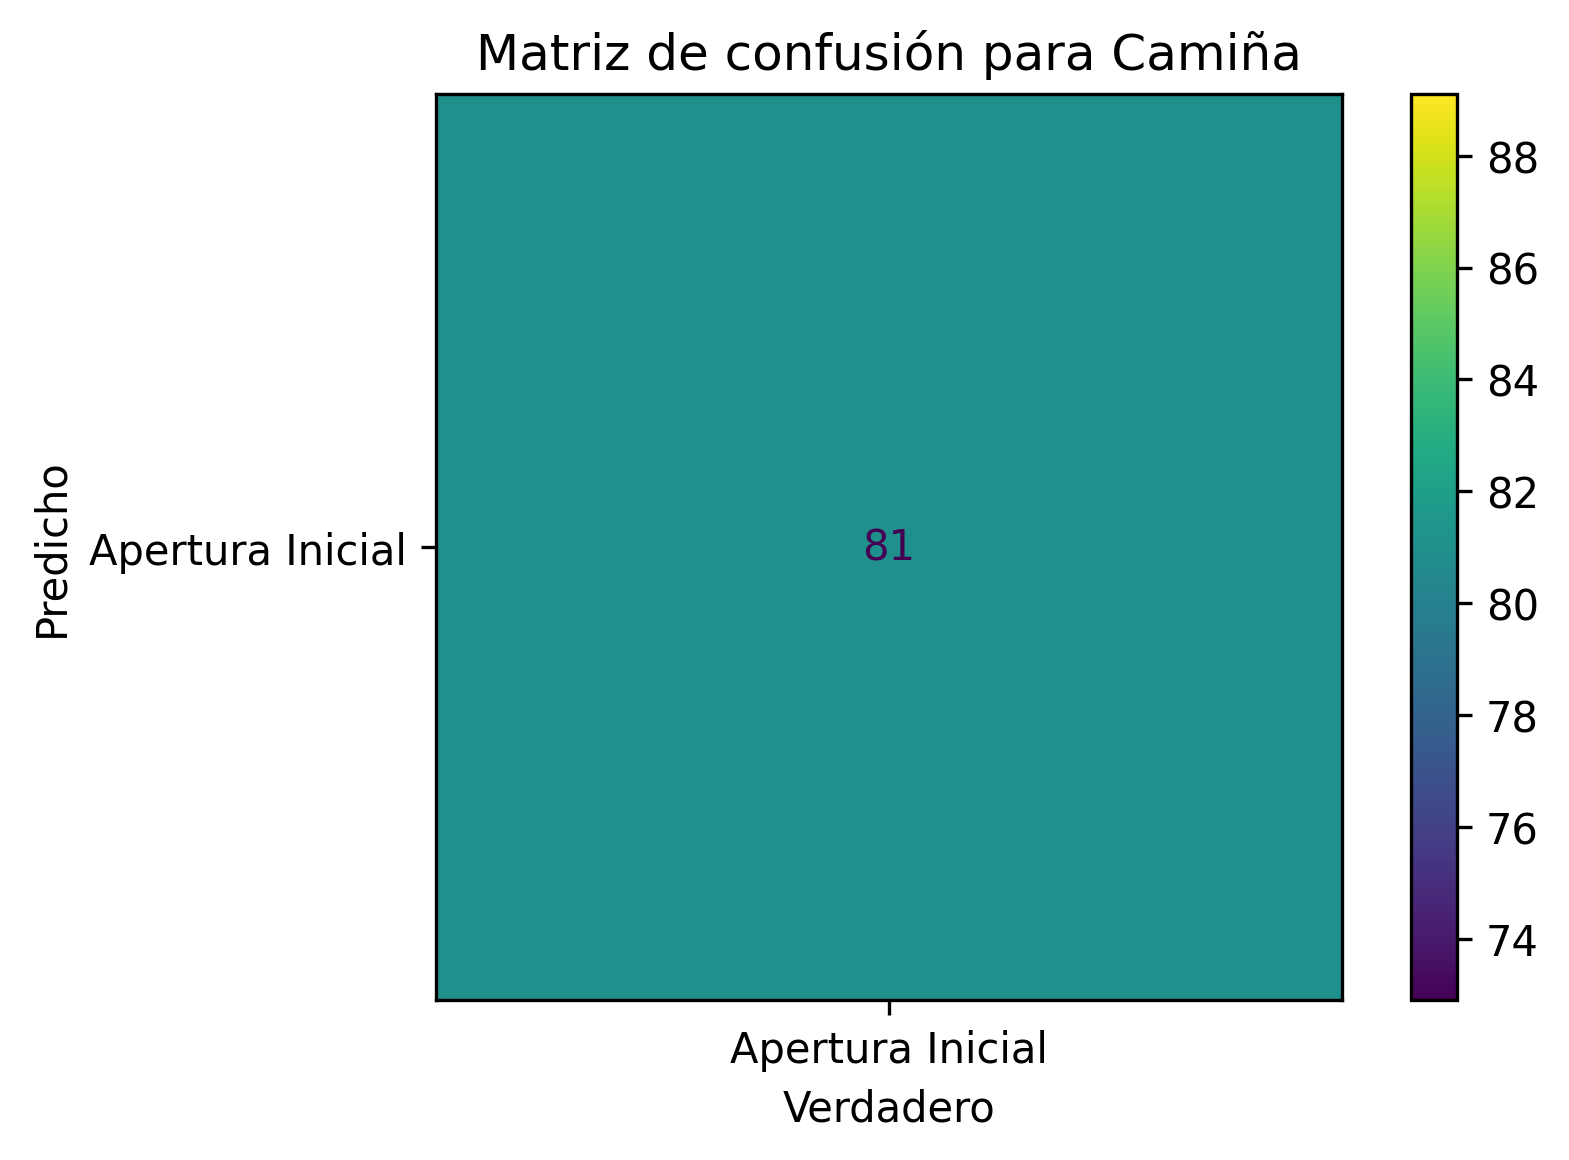 Matriz de confusión para Camiña
Predicho
Apertura Inicial
81
Apertura Inicial
Verdadero
88
86
84
82
80
78
76
74